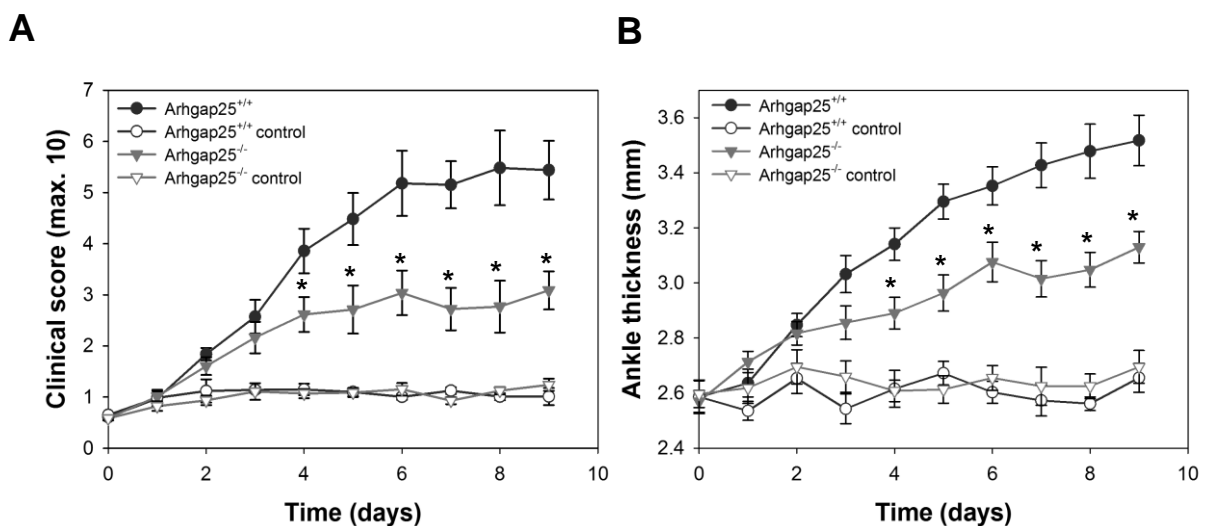 A
Clinical score (max. 10)
7
6
5
4
3
2
1
0
Arhgap25+/+
Arhgap25+/+ control
Arhgap25-/-
Arhgap25-/- control
*
*
*
*
*
*
0 2 4 6 8 10
Time (days)
B
Ankle thickness (mm)
3.6
3.4
3.2
3.0
2.8
2.6
2.4
Arhgap25+/+
Arhgap25+/+ control
Arhgap25-/-
Arhgap25-/- control
*
*
*
*
*
*
0 2 4 6 8 10
Time (days)